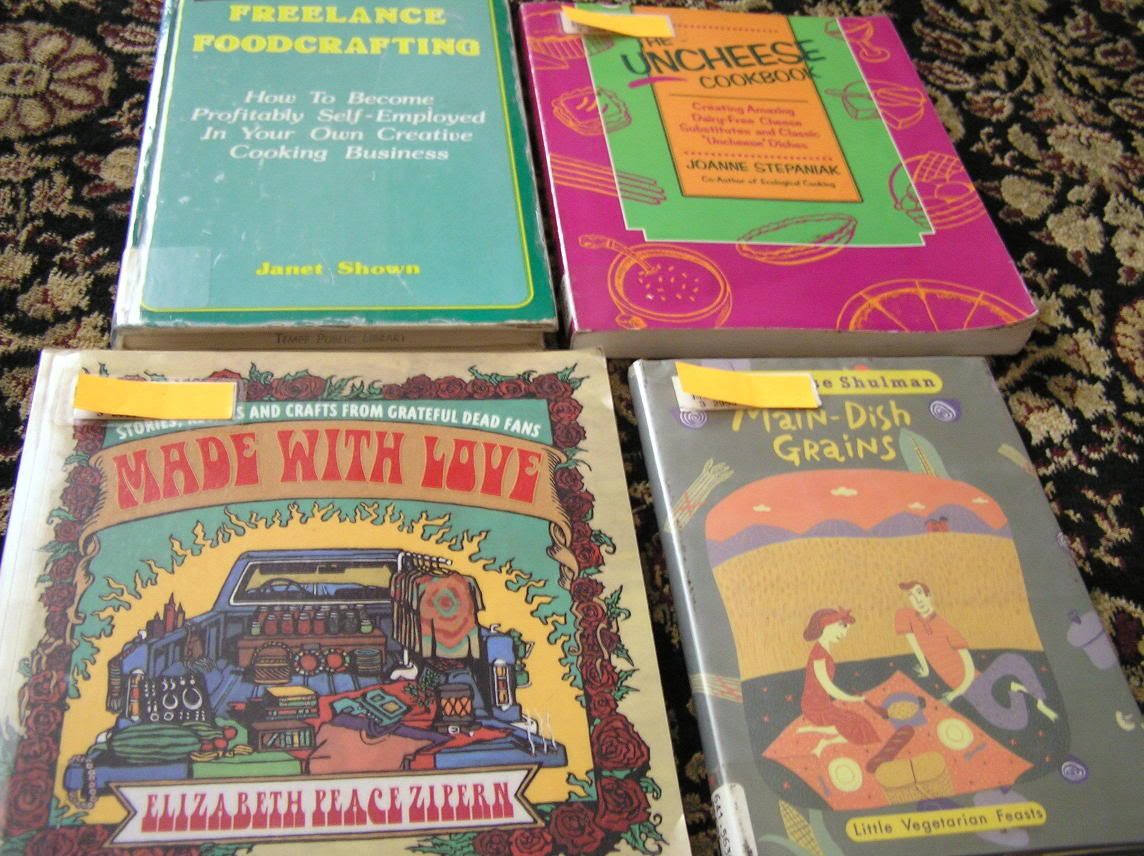 FREELANCE
FOODCRAFTING
How To Become
Profitably Self-Employed
In Your Own Creative
Cooking Business
Janet Shown
TEMPE PUBLIC LIBRARY
THE
UNCHEESE
COOKBOOK
Creating Amazing
Dairy-Free Cheese
Substitutes and Classic
"Uncheese" Dishes
JOANNE STEPANIAK
Co-Author of Ecological Cooking
STORIES, AND CRAFTS FROM GRATEFUL DEAD FANS
MADE WITH LOVE
ELIZABETH PEACE ZIPERN
Shulman
MAIN-DISH
GRAINS
Little Vegetarian Feasts